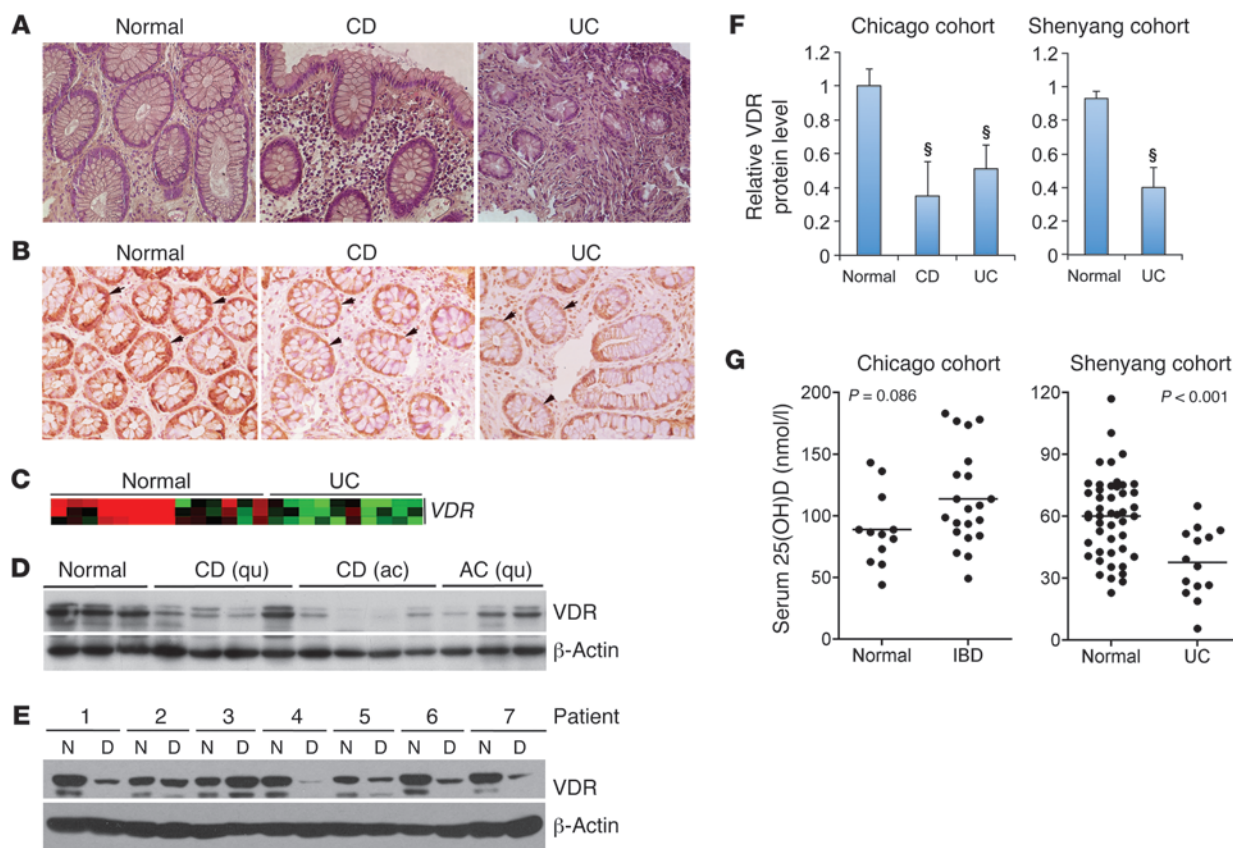 A
Normal CD UC
B
Normal CD UC
C
Normal UC
VDR
D
Normal CD (qu) CD (ac) AC (qu)
VDR
β-Actin
E
1 2 3 4 5 6 7 Patient
N D N D N D N D N D N D N D
VDR
β-Actin
F
Chicago cohort Shenyang cohort
Relative VDR
protein level
1.2
1
0.8
0.6
0.4
0.2
0
§ §
Normal CD UC
1.2
1
0.8
0.6
0.4
0.2
0
§
Normal UC
G
Chicago cohort Shenyang cohort
Serum 25(OH)D (nmol/l)
200
150
100
50
0
P = 0.086
Normal IBD
120
90
60
30
0
P < 0.001
Normal UC